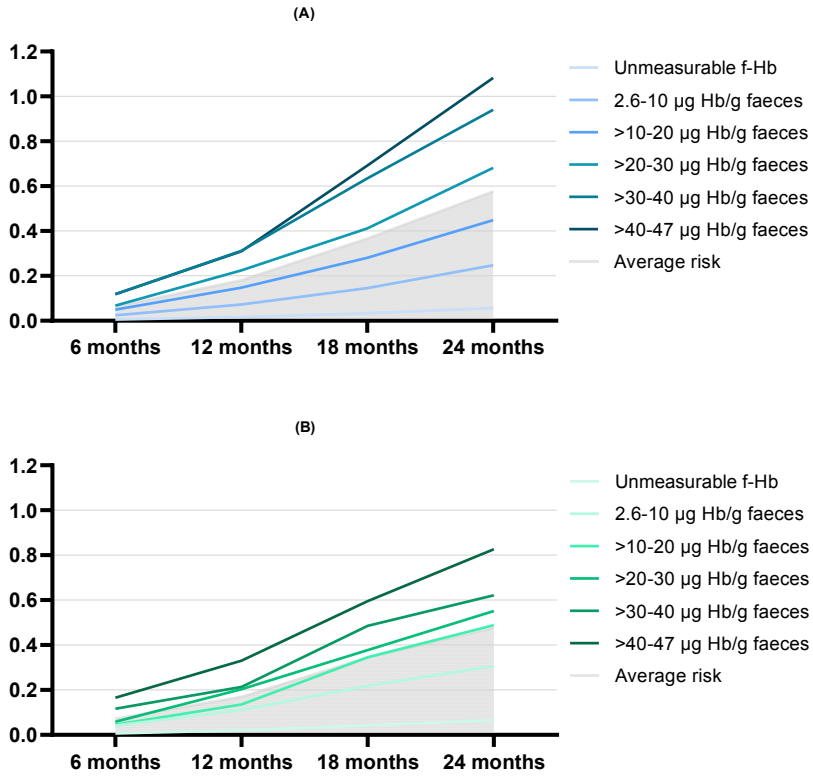 (A)
1.2
1.0
0.8
0.6
0.4
0.2
0.0
6 months 12 months 18 months 24 months
Unmeasurable f-Hb
2.6-10 µg Hb/g faeces
>10-20 µg Hb/g faeces
>20-30 µg Hb/g faeces
>30-40 µg Hb/g faeces
>40-47 µg Hb/g faeces
Average risk
(B)
1.2
1.0
0.8
0.6
0.4
0.2
0.0
6 months 12 months 18 months 24 months
Unmeasurable f-Hb
2.6-10 µg Hb/g faeces
>10-20 µg Hb/g faeces
>20-30 µg Hb/g faeces
>30-40 µg Hb/g faeces
>40-47 µg Hb/g faeces
Average risk